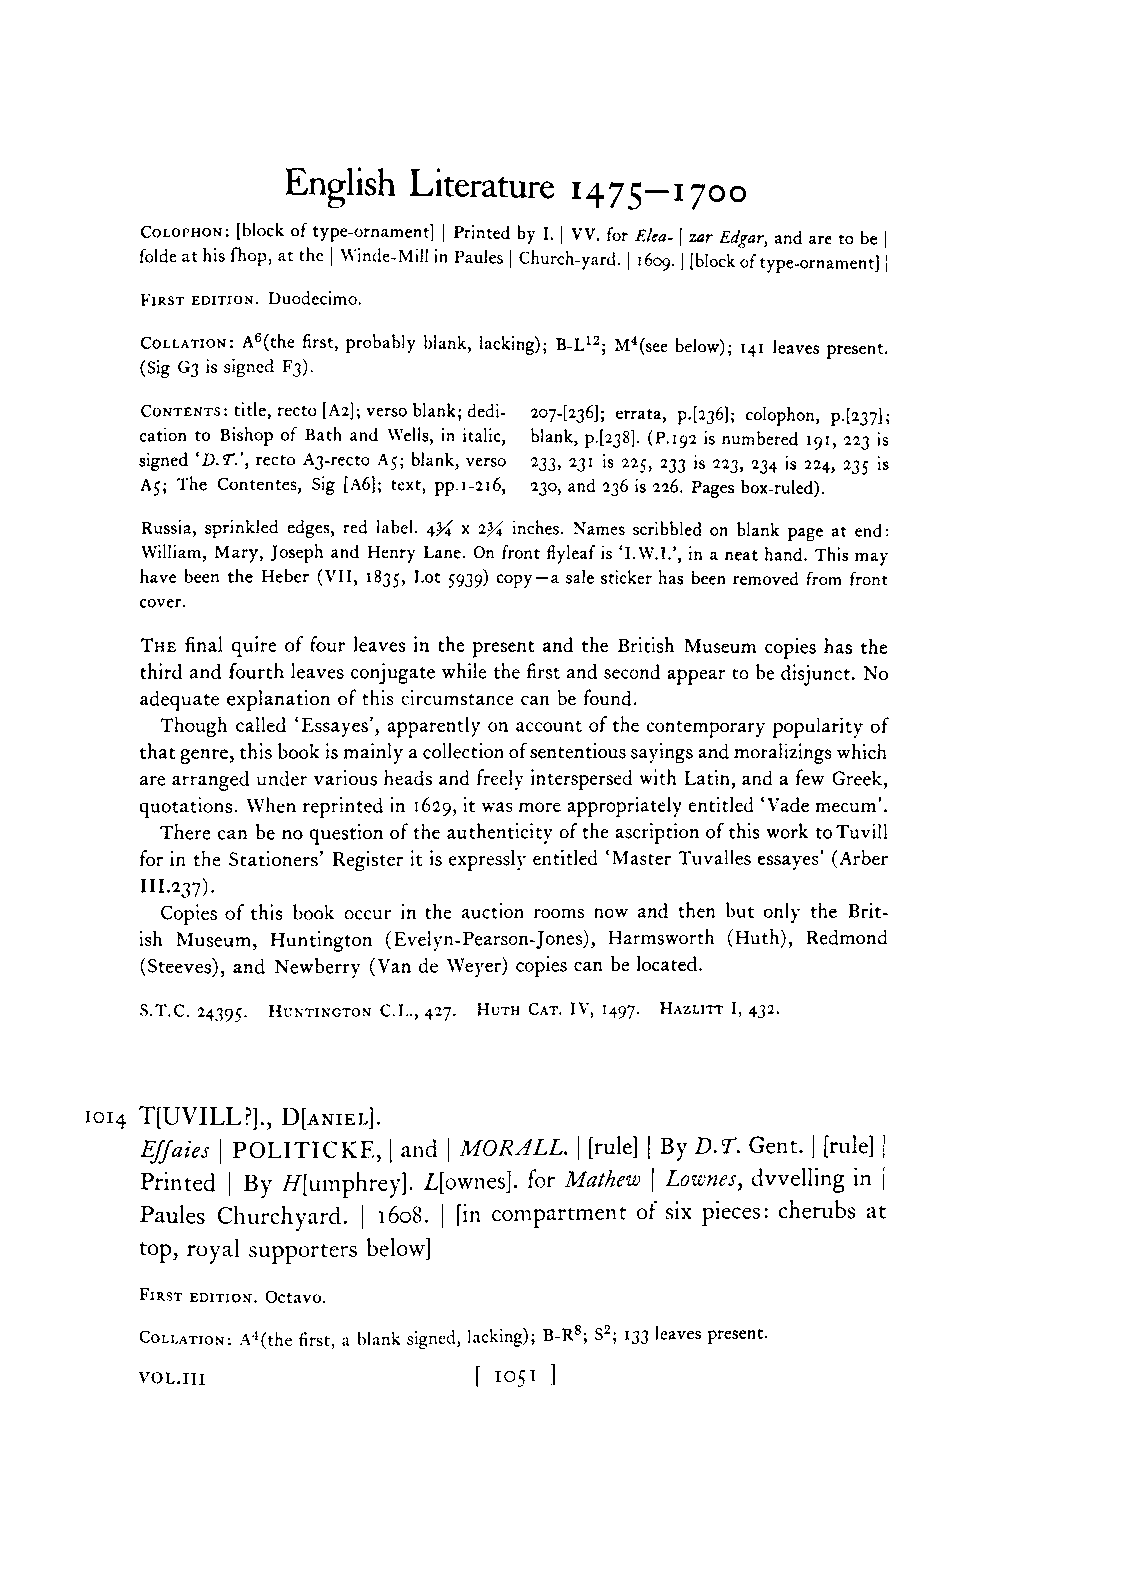 English Literature 1475—1700
COLOPHON: [block of type-ornament] | Printed by I. | VV. for Elea- | zar Edgar, and are to be |
ſolde at his ſhop, at the | Winde-Mill in Paules | Church-yard. | 1609. | [block of type-ornament] |
FIRST EDITION. Duodecimo.
COLLATION: A⁶(the first, probably blank, lacking); B-L¹²; M⁴(see below); 141 leaves present.
(Sig G3 is signed F3).
CONTENTS: title, recto [A2]; verso blank; dedi-
cation to Bishop of Bath and Wells, in italic,
signed ‘D.T.’, recto A3-recto A5; blank, verso
A5; The Contentes, Sig [A6]; text, pp.1-216,
207-[236]; errata, p.[236]; colophon, p.[237];
blank, p.[238]. (P.192 is numbered 191, 223 is
233, 231 is 225, 233 is 223, 234 is 224, 235 is
230, and 236 is 226. Pages box-ruled).
Russia, sprinkled edges, red label. 4¾ x 2¾ inches. Names scribbled on blank page at end:
William, Mary, Joseph and Henry Lane. On front flyleaf is ‘I.W.I.’, in a neat hand. This may
have been the Heber (VII, 1835, Lot 5939) copy—a sale sticker has been removed from front
cover.
THE final quire of four leaves in the present and the British Museum copies has the
third and fourth leaves conjugate while the first and second appear to be disjunct. No
adequate explanation of this circumstance can be found.
Though called ‘Essayes’, apparently on account of the contemporary popularity of
that genre, this book is mainly a collection of sententious sayings and moralizings which
are arranged under various heads and freely interspersed with Latin, and a few Greek,
quotations. When reprinted in 1629, it was more appropriately entitled ‘Vade mecum’.
There can be no question of the authenticity of the ascription of this work to Tuvill
for in the Stationers’ Register it is expressly entitled ‘Master Tuvalles essayes’ (Arber
III.237).
Copies of this book occur in the auction rooms now and then but only the Brit-
ish Museum, Huntington (Evelyn-Pearson-Jones), Harmsworth (Huth), Redmond
(Steeves), and Newberry (Van de Weyer) copies can be located.
S.T.C. 24395. HUNTINGTON C.L., 427. HUTH CAT. IV, 1497. HAZLITT I, 432.
1014 T[UVILL?]., D[ANIEL].
Eſſaies | POLITICKE, | and | MORALL. | [rule] | By D.T. Gent. | [rule] |
Printed | By H[umphrey]. L[ownes]. for Mathew | Lownes, dvvelling in |
Paules Churchyard. | 1608. | [in compartment of six pieces: cherubs at
top, royal supporters below]
FIRST EDITION. Octavo.
COLLATION: A⁴(the first, a blank signed, lacking); B-R⁸; S²; 133 leaves present.
VOL.III [ 1051 ]